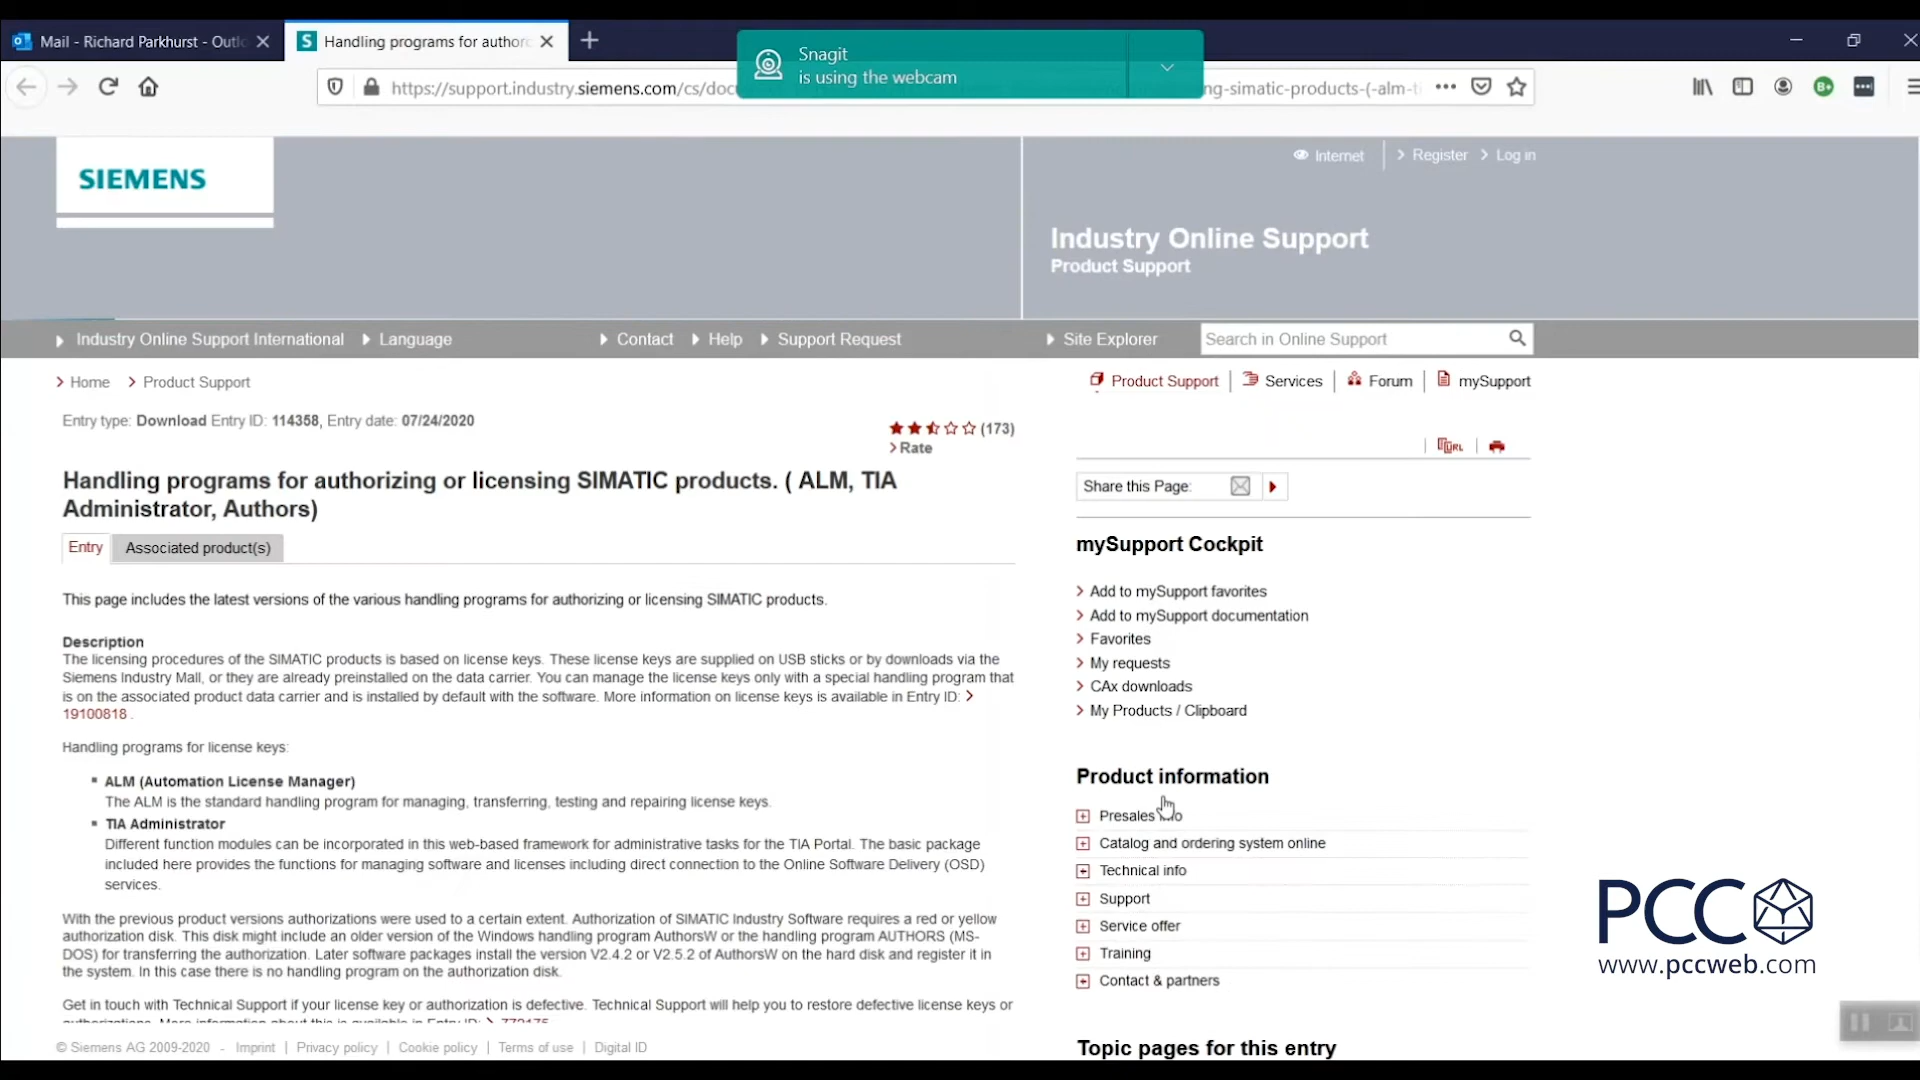 Mail - Richard Parkhurst - Outl
Handling programs for author
Snagit
is using the webcam
https://support.industry.siemens.com/cs/doc
ng-simatic-products-(-alm-ti
SIEMENS
Internet
Register
Log in
Industry Online Support
Product Support
Industry Online Support International
Language
Contact
Help
Support Request
Site Explorer
Search in Online Support
Home
Product Support
Product Support
Services
Forum
mySupport
Entry type: Download Entry ID: 114358, Entry date: 07/24/2020
(173)
Rate
URL
Handling programs for authorizing or licensing SIMATIC products. ( ALM, TIA
Administrator, Authors)
Share this Page:
Entry
Associated product(s)
mySupport Cockpit
Add to mySupport favorites
Add to mySupport documentation
Favorites
My requests
CAx downloads
My Products / Clipboard
This page includes the latest versions of the various handling programs for authorizing or licensing SIMATIC products.
Description
The licensing procedures of the SIMATIC products is based on license keys. These license keys are supplied on USB sticks or by downloads via the
Siemens Industry Mall, or they are already preinstalled on the data carrier. You can manage the license keys only with a special handling program that
is on the associated product data carrier and is installed by default with the software. More information on license keys is available in Entry ID: >
19100818 .
Handling programs for license keys:
ALM (Automation License Manager)
The ALM is the standard handling program for managing, transferring, testing and repairing license keys.
TIA Administrator
Different function modules can be incorporated in this web-based framework for administrative tasks for the TIA Portal. The basic package
included here provides the functions for managing software and licenses including direct connection to the Online Software Delivery (OSD)
services.
With the previous product versions authorizations were used to a certain extent. Authorization of SIMATIC Industry Software requires a red or yellow
authorization disk. This disk might include an older version of the Windows handling program AuthorsW or the handling program AUTHORS (MS-
DOS) for transferring the authorization. Later software packages install the version V2.4.2 or V2.5.2 of AuthorsW on the hard disk and register it in
the system. In this case there is no handling program on the authorization disk.
Get in touch with Technical Support if your license key or authorization is defective. Technical Support will help you to restore defective license keys or
authorizations. More information about this is available in Entry ID: > 772175
Product information
Presales info
Catalog and ordering system online
Technical info
Support
Service offer
Training
Contact & partners
Topic pages for this entry
© Siemens AG 2009-2020 - Imprint | Privacy policy | Cookie policy | Terms of use | Digital ID
PCC
www.pccweb.com